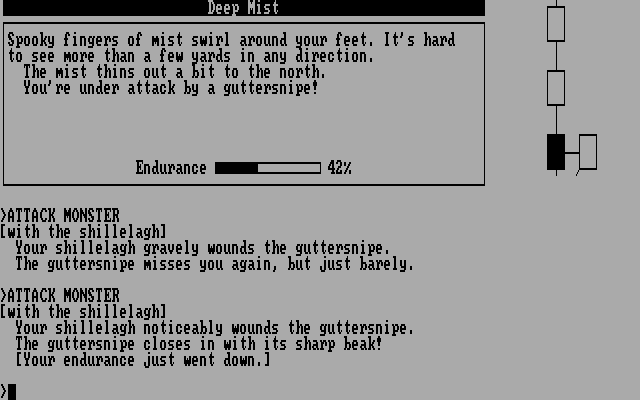 Deep Mist
Spooky fingers of mist swirl around your feet. It's hard
to see more than a few yards in any direction.
The mist thins out a bit to the north.
You're under attack by a guttersnipe!
Endurance 42%
>ATTACK MONSTER
[with the shillelagh]
Your shillelagh gravely wounds the guttersnipe.
The guttersnipe misses you again, but just barely.
>ATTACK MONSTER
[with the shillelagh]
Your shillelagh noticeably wounds the guttersnipe.
The guttersnipe closes in with its sharp beak!
[Your endurance just went down.]
>